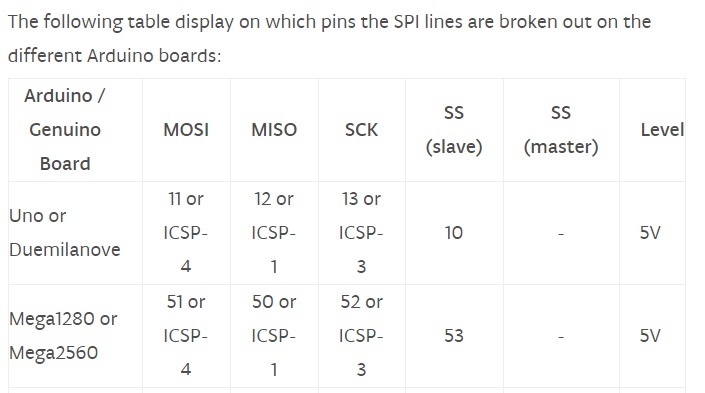 The following table display on which pins the SPI lines are broken out on the
different Arduino boards:
Arduino / Genuino Board MOSI MISO SCK SS (slave) SS (master) Level
Uno or Duemilanove 11 or ICSP-4 12 or ICSP-1 13 or ICSP-3 10 - 5V
Mega1280 or Mega2560 51 or ICSP-4 50 or ICSP-1 52 or ICSP-3 53 - 5V